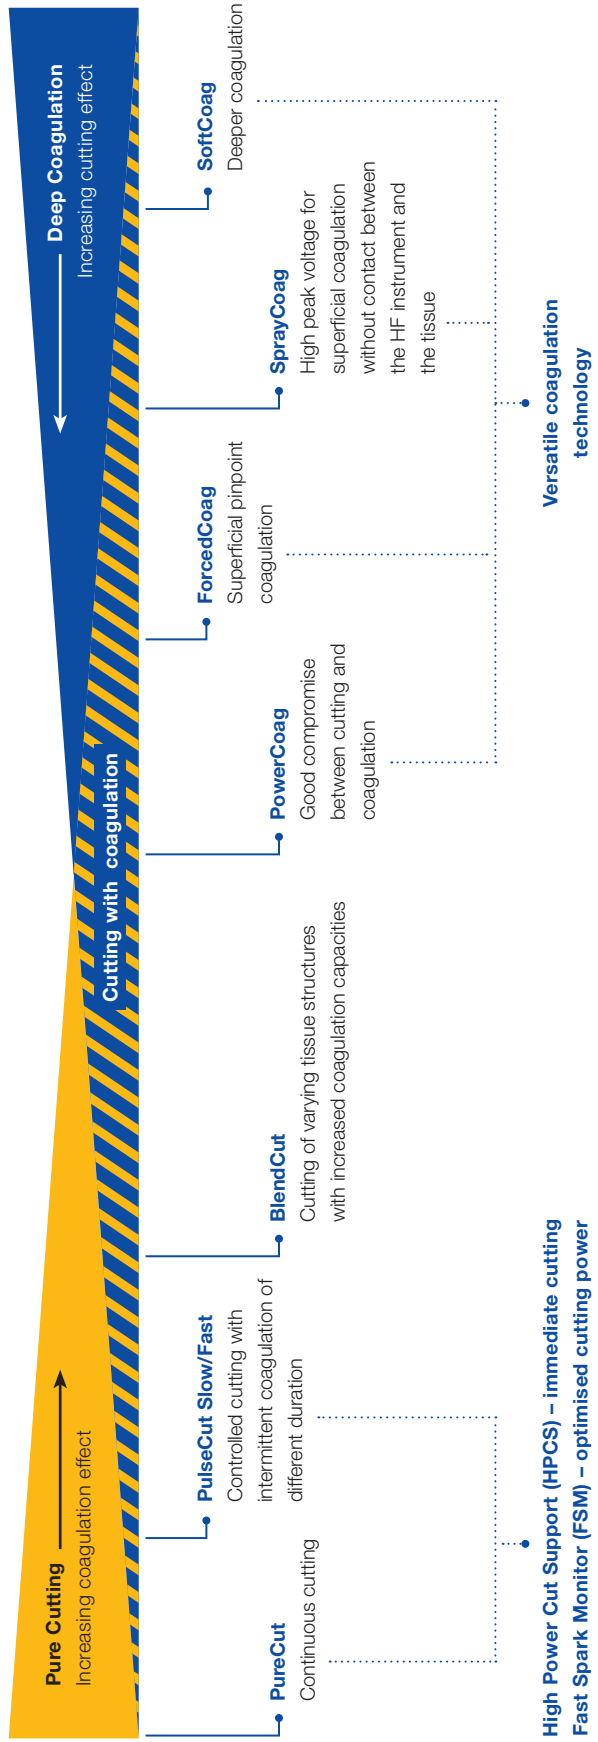 Pure Cutting
Increasing coagulation effect
Cutting with coagulation
Deep Coagulation
Increasing cutting effect
PureCut
Continuous cutting
PulseCut Slow/Fast
Controlled cutting with
intermittent coagulation of
different duration
BlendCut
Cutting of varying tissue structures
with increased coagulation capacities
PowerCoag
Good compromise
between cutting and
coagulation
ForcedCoag
Superficial pinpoint
coagulation
SprayCoag
High peak voltage for
superficial coagulation
without contact between
the HF instrument and
the tissue
SoftCoag
Deeper coagulation
High Power Cut Support (HPCS) – immediate cutting
Fast Spark Monitor (FSM) – optimised cutting power
Versatile coagulation
technology